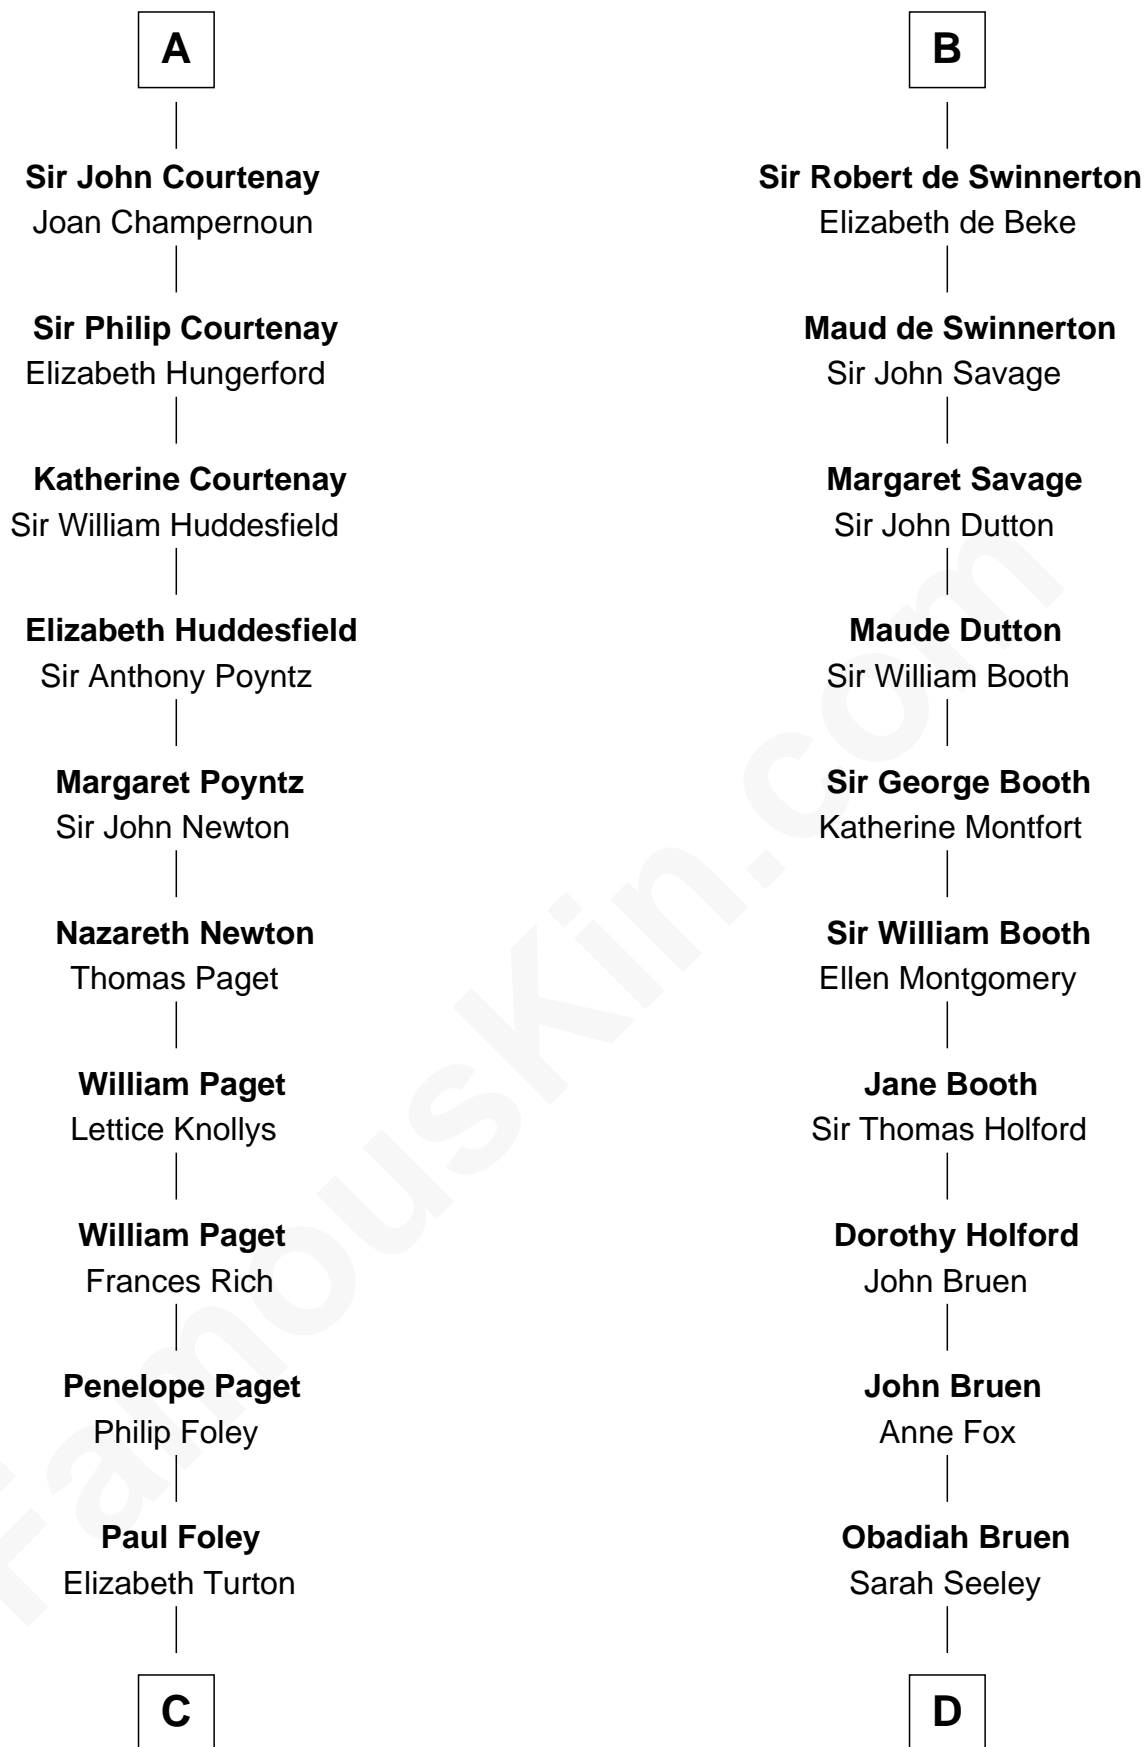 A
Sir John Courtenay
Joan Champernoun
Sir Philip Courtenay
Elizabeth Hungerford
Katherine Courtenay
Sir William Huddesfield
Elizabeth Huddesfield
Sir Anthony Poyntz
Margaret Poyntz
Sir John Newton
Nazareth Newton
Thomas Paget
William Paget
Lettice Knollys
William Paget
Frances Rich
Penelope Paget
Philip Foley
Paul Foley
Elizabeth Turton
C
B
Sir Robert de Swinnerton
Elizabeth de Beke
Maud de Swinnerton
Sir John Savage
Margaret Savage
Sir John Dutton
Maude Dutton
Sir William Booth
Sir George Booth
Katherine Montfort
Sir William Booth
Ellen Montgomery
Jane Booth
Sir Thomas Holford
Dorothy Holford
John Bruen
John Bruen
Anne Fox
Obadiah Bruen
Sarah Seeley
D
FamousKin.com